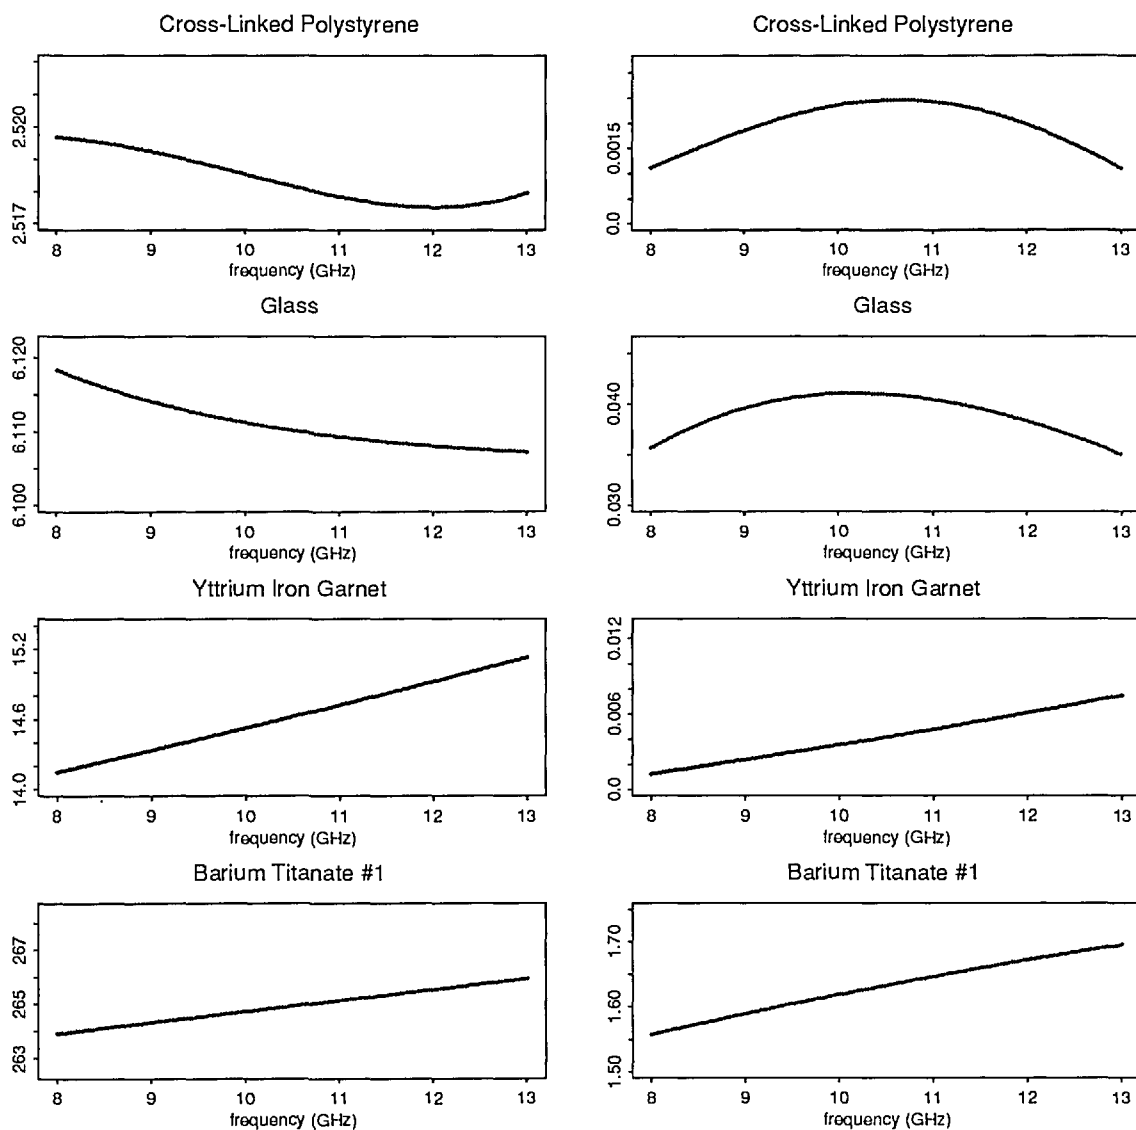 Cross-Linked Polystyrene
2.520
2.517
8 9 10 11 12 13
frequency (GHz)
Cross-Linked Polystyrene
0.0015
0.0
8 9 10 11 12 13
frequency (GHz)
Glass
6.120
6.110
6.100
8 9 10 11 12 13
frequency (GHz)
Glass
0.040
0.030
8 9 10 11 12 13
frequency (GHz)
Yttrium Iron Garnet
15.2
14.6
14.0
8 9 10 11 12 13
frequency (GHz)
Yttrium Iron Garnet
0.012
0.006
0.0
8 9 10 11 12 13
frequency (GHz)
Barium Titanate #1
267
265
263
8 9 10 11 12 13
frequency (GHz)
Barium Titanate #1
1.70
1.60
1.50
8 9 10 11 12 13
frequency (GHz)